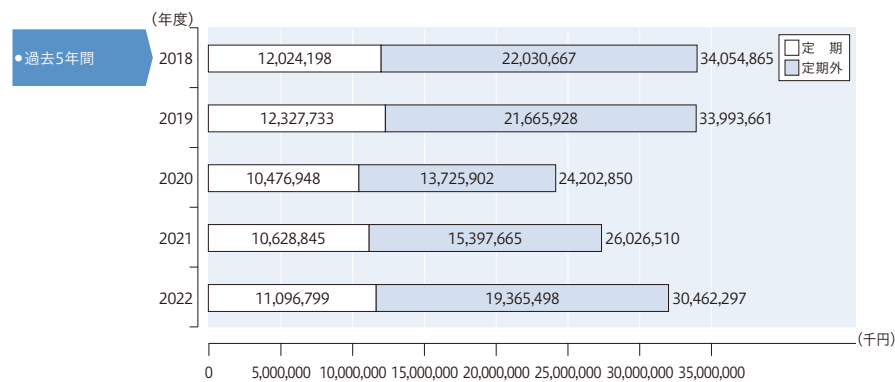 (年度)
●過去5年間
定　期
定期外
2018 12,024,198 22,030,667 34,054,865
2019 12,327,733 21,665,928 33,993,661
2020 10,476,948 13,725,902 24,202,850
2021 10,628,845 15,397,665 26,026,510
2022 11,096,799 19,365,498 30,462,297
(千円)
0 5,000,000 10,000,000 15,000,000 20,000,000 25,000,000 30,000,000 35,000,000